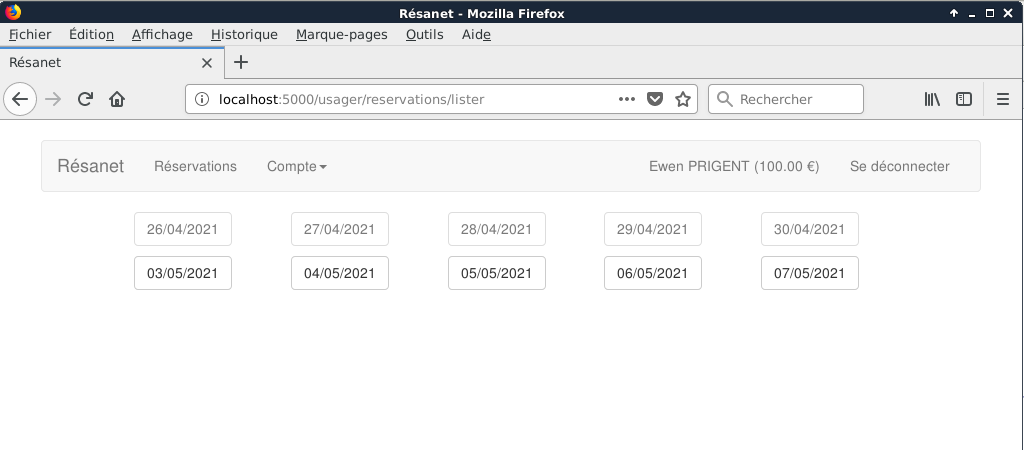 Résanet - Mozilla Firefox
Fichier Édition Affichage Historique Marque-pages Outils Aide
Résanet
localhost:5000/usager/reservations/lister Rechercher
Résanet Réservations Compte Ewen PRIGENT (100.00 €) Se déconnecter
26/04/2021 27/04/2021 28/04/2021 29/04/2021 30/04/2021
03/05/2021 04/05/2021 05/05/2021 06/05/2021 07/05/2021